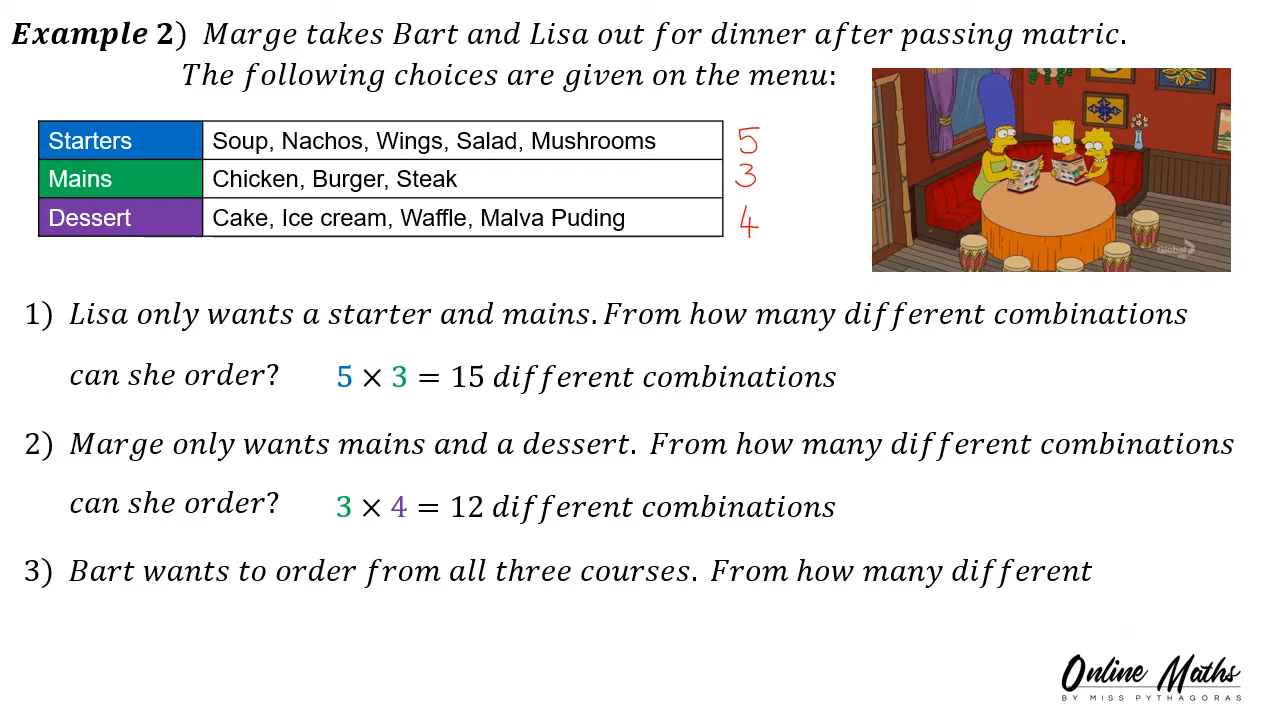 Example 2) Marge takes Bart and Lisa out for dinner after passing matric.
The following choices are given on the menu:
Starters Soup, Nachos, Wings, Salad, Mushrooms 5
Mains Chicken, Burger, Steak 3
Dessert Cake, Ice cream, Waffle, Malva Puding 4
Global HD
1) Lisa only wants a starter and mains. From how many different combinations
can she order? 5 × 3 = 15 different combinations
2) Marge only wants mains and a dessert. From how many different combinations
can she order? 3 × 4 = 12 different combinations
3) Bart wants to order from all three courses. From how many different
Online Maths
BY MISS PYTHAGORAS